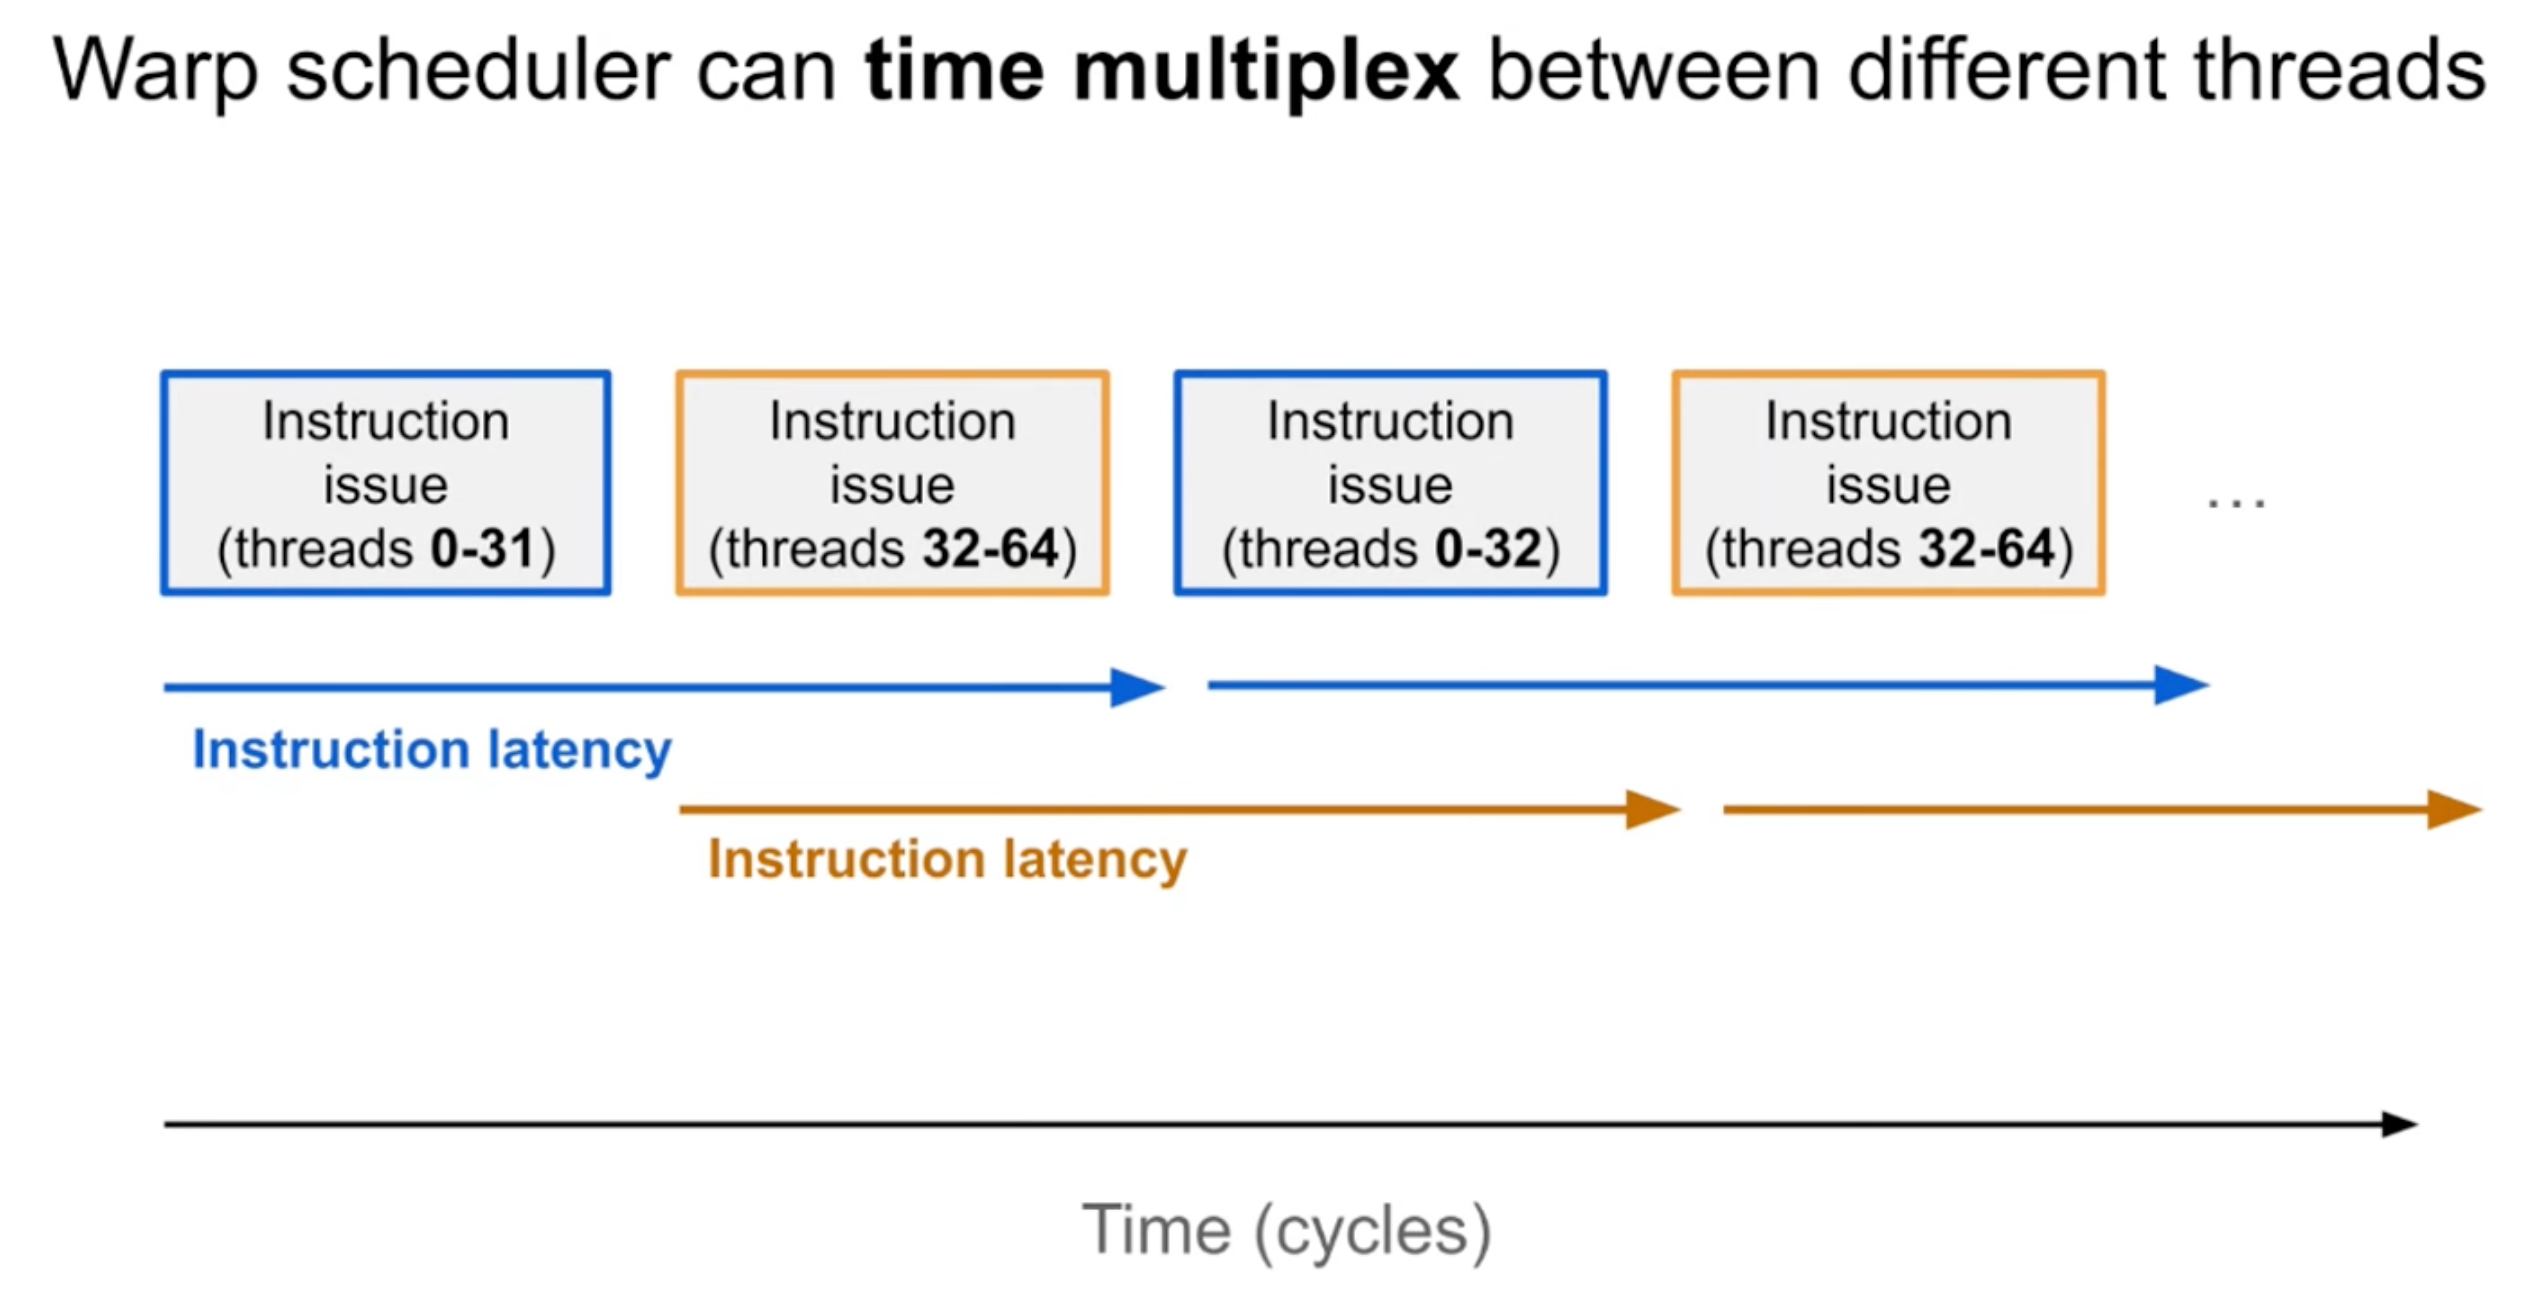 Warp scheduler can time multiplex between different threads
Instruction
issue
(threads 0-31)
Instruction
issue
(threads 32-64)
Instruction
issue
(threads 0-32)
Instruction
issue
(threads 32-64)
...
Instruction latency
Instruction latency
Time (cycles)